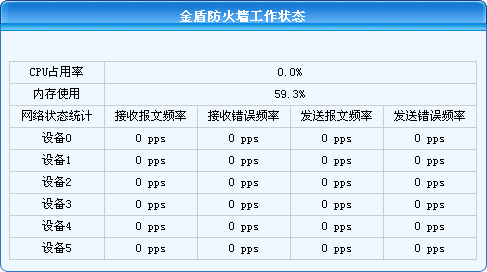 金盾防火墙工作状态
CPU占用率 0.0%
内存使用 59.3%
网络状态统计 接收报文频率 接收错误频率 发送报文频率 发送错误频率
设备0 0 pps 0 pps 0 pps 0 pps
设备1 0 pps 0 pps 0 pps 0 pps
设备2 0 pps 0 pps 0 pps 0 pps
设备3 0 pps 0 pps 0 pps 0 pps
设备4 0 pps 0 pps 0 pps 0 pps
设备5 0 pps 0 pps 0 pps 0 pps